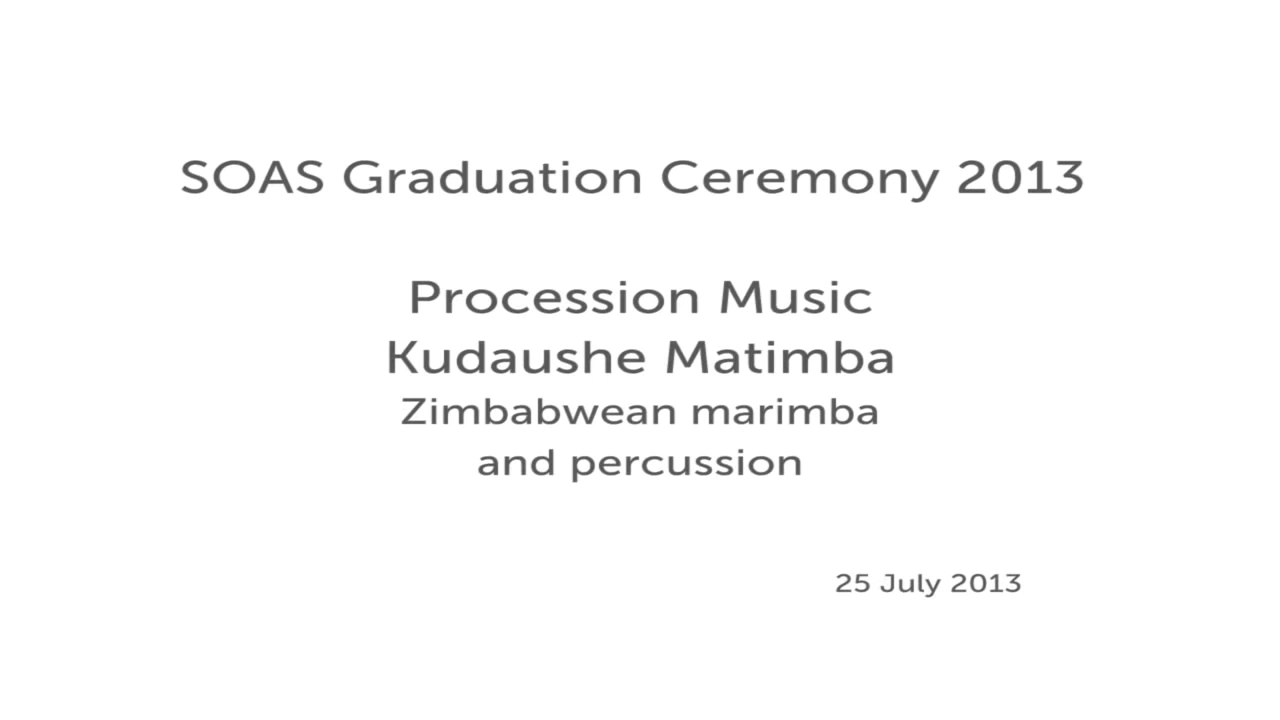 SOAS Graduation Ceremony 2013
Procession Music
Kudaushe Matimba
Zimbabwean marimba
and percussion
25 July 2013